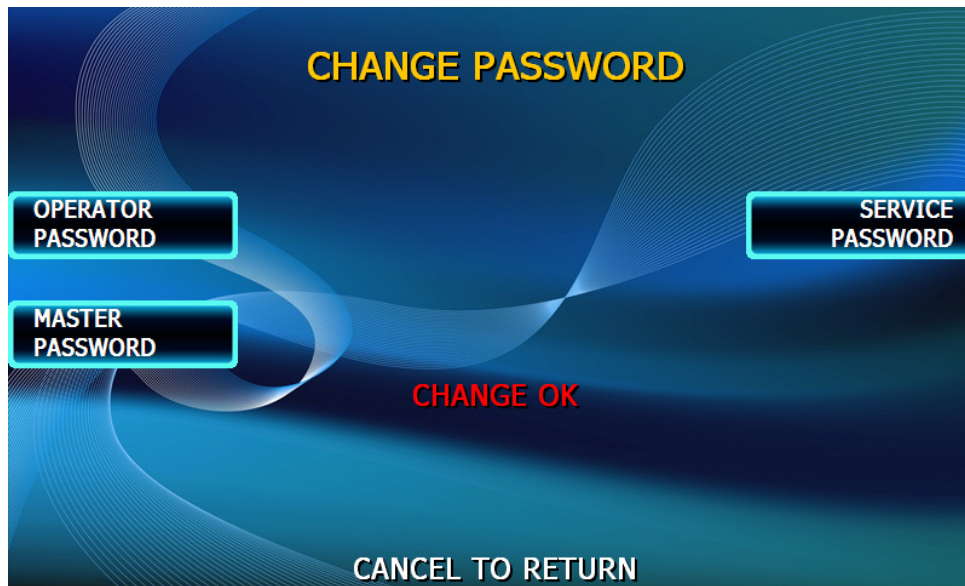 CHANGE PASSWORD
OPERATOR
PASSWORD
SERVICE
PASSWORD
MASTER
PASSWORD
CHANGE OK
CANCEL TO RETURN